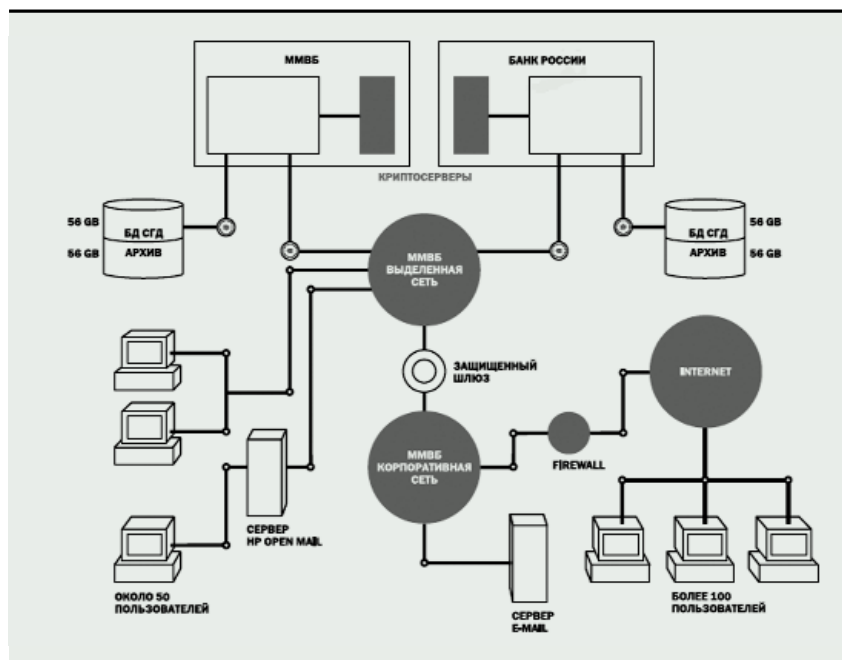 ММВБ
БАНК РОССИИ
КРИПТОСЕРВЕРЫ
56 GB
БД СГД
56 GB
АРХИВ
БД СГД
56 GB
АРХИВ
56 GB
ММВБ
ВЫДЕЛЕННАЯ
СЕТЬ
ЗАЩИЩЕННЫЙ
ШЛЮЗ
INTERNET
ММВБ
КОРПОРАТИВНАЯ
СЕТЬ
FIREWALL
СЕРВЕР
HP OPEN MAIL
ОКОЛО 50
ПОЛЬЗОВАТЕЛЕЙ
СЕРВЕР
E-MAIL
БОЛЕЕ 100
ПОЛЬЗОВАТЕЛЕЙ